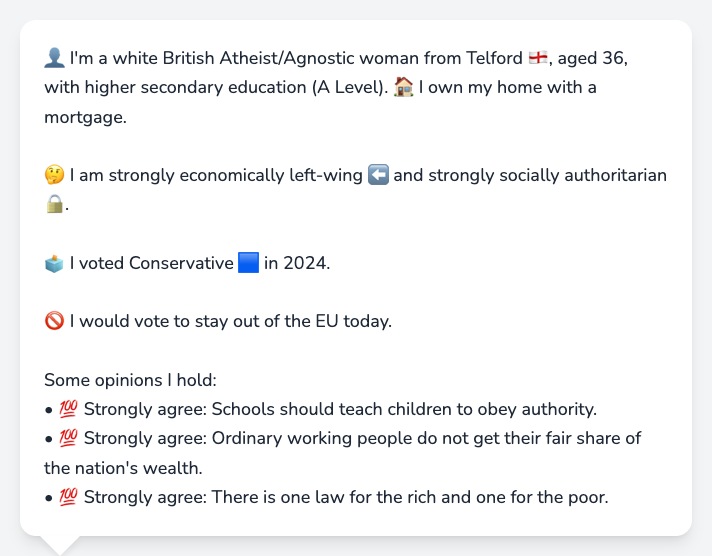 👤 I'm a white British Atheist/Agnostic woman from Telford 🏴󠁧󠁢󠁥󠁮󠁧󠁿, aged 36,
with higher secondary education (A Level). 🏠 I own my home with a
mortgage.
🤔 I am strongly economically left-wing ⬅️ and strongly socially authoritarian
🔒.
🗳️ I voted Conservative 🟦 in 2024.
🚫 I would vote to stay out of the EU today.
Some opinions I hold:
• 💯 Strongly agree: Schools should teach children to obey authority.
• 💯 Strongly agree: Ordinary working people do not get their fair share of
the nation's wealth.
• 💯 Strongly agree: There is one law for the rich and one for the poor.